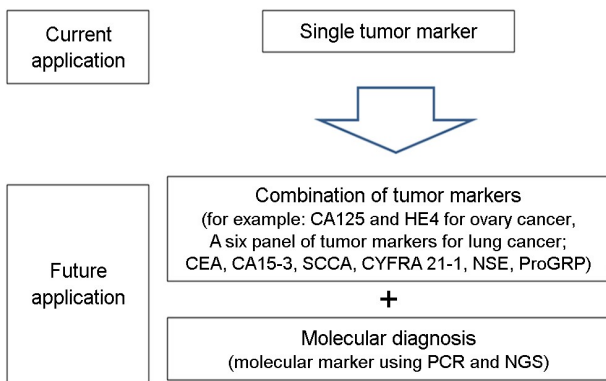 Current
application
Single tumor marker
Future
application
Combination of tumor markers
(for example: CA125 and HE4 for ovary cancer,
A six panel of tumor markers for lung cancer;
CEA, CA15-3, SCCA, CYFRA 21-1, NSE, ProGRP)
+
Molecular diagnosis
(molecular marker using PCR and NGS)